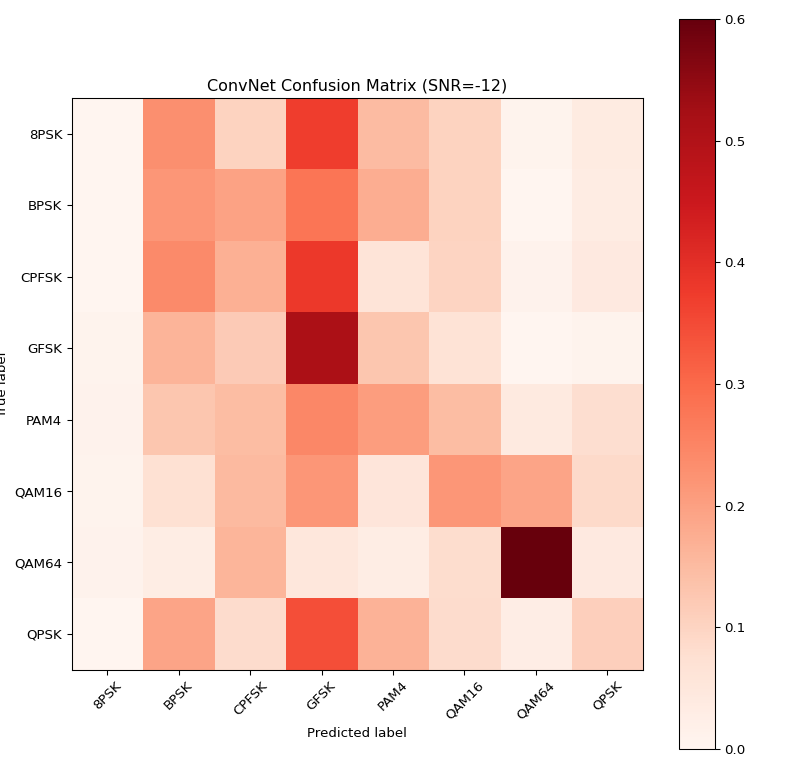 ConvNet Confusion Matrix (SNR=-12)
8PSK
BPSK
CPFSK
GFSK
PAM4
QAM16
QAM64
QPSK
8PSK
BPSK
CPFSK
GFSK
PAM4
QAM16
QAM64
QPSK
Predicted label
0.6
0.5
0.4
0.3
0.2
0.1
0.0